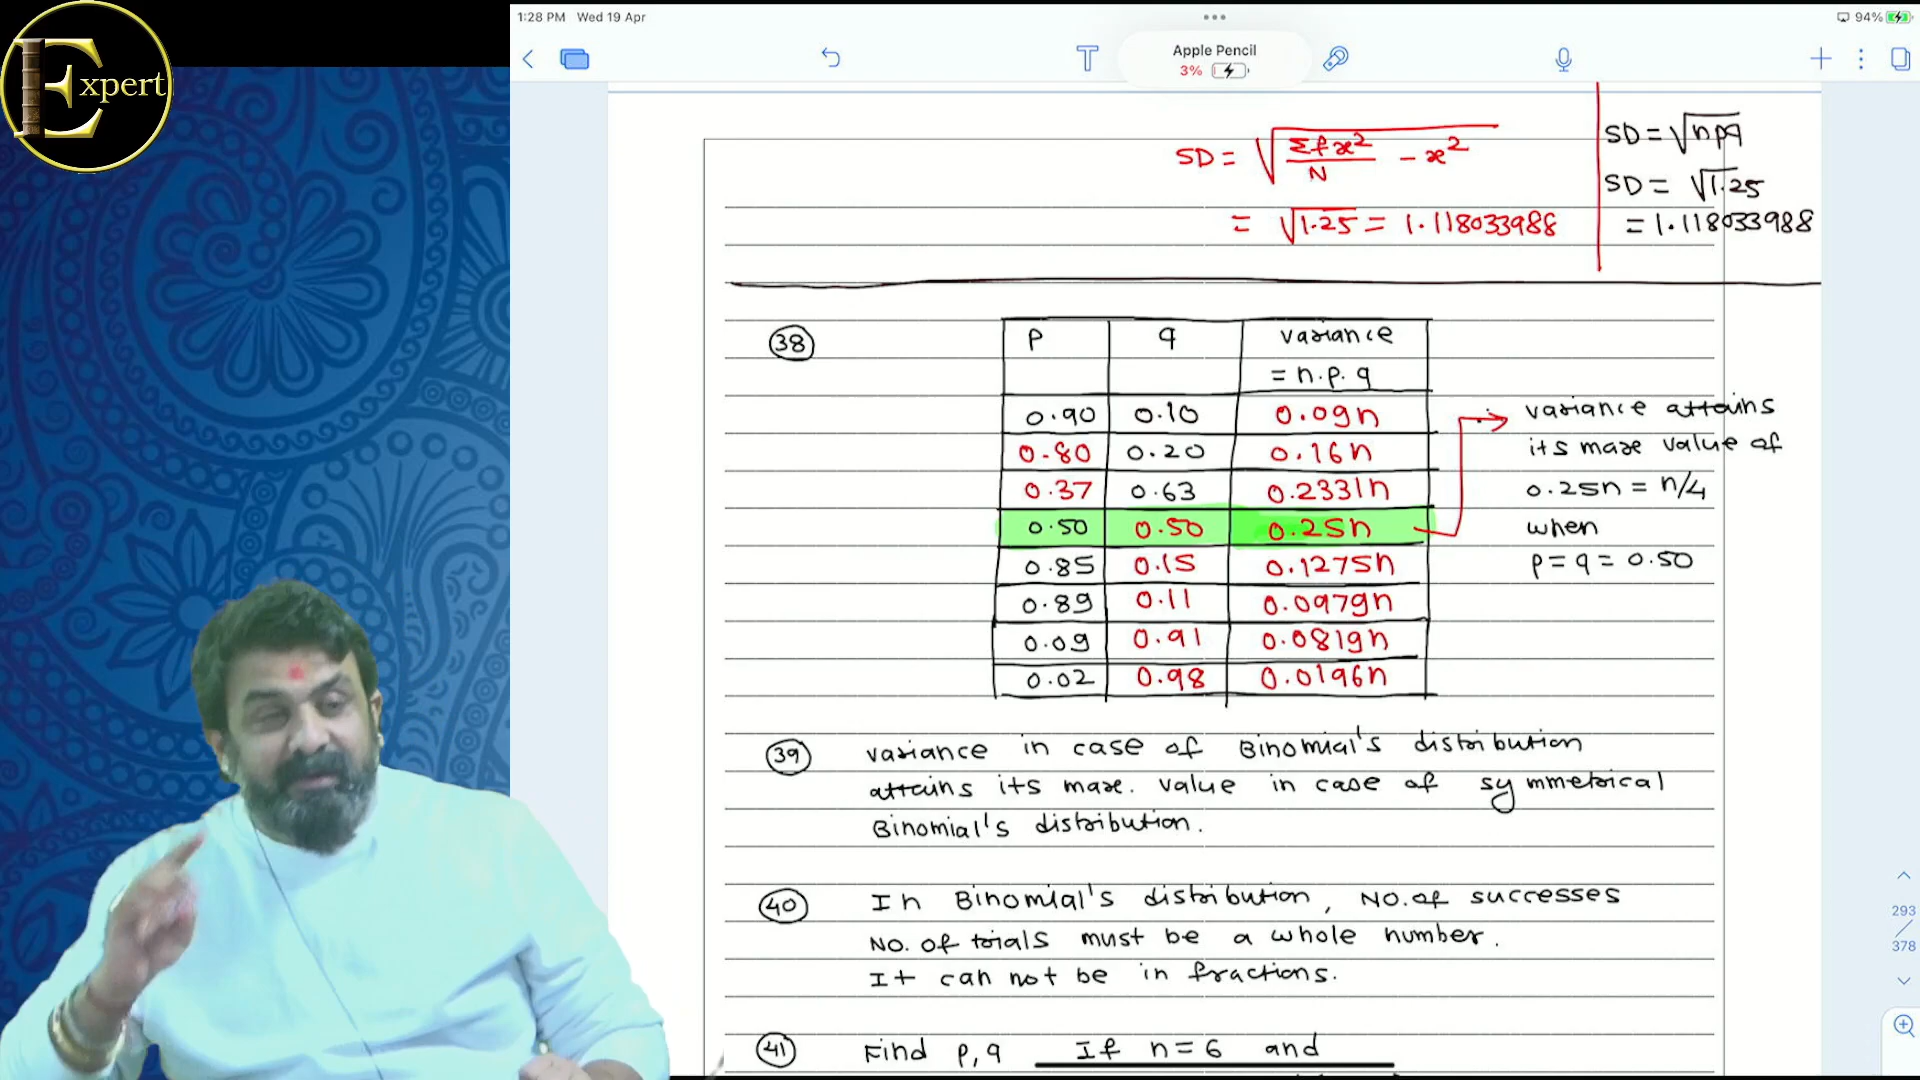 Expert
1:28 PM Wed 19 Apr
94%
Apple Pencil
3%
SD = √(Σfx²/N − x²)
= √1.25 = 1.118033988
SD = √npq
SD = √1.25
= 1.118033988
38
P q variance
= n.p.q
0.90 0.10 0.09n
0.80 0.20 0.16n
0.37 0.63 0.2331n
0.50 0.50 0.25n
0.85 0.15 0.1275n
0.89 0.11 0.0979n
0.09 0.91 0.0819n
0.02 0.98 0.0196n
variance attains
its max value of
0.25n = n/4
when
p = q = 0.50
39 variance in case of Binomial's distribution
attains its max. value in case of symmetrical
Binomial's distribution.
40 In Binomial's distribution, No. of successes
No. of trials must be a whole number.
It can not be in fractions.
41 Find p, q If n = 6 and
293
378